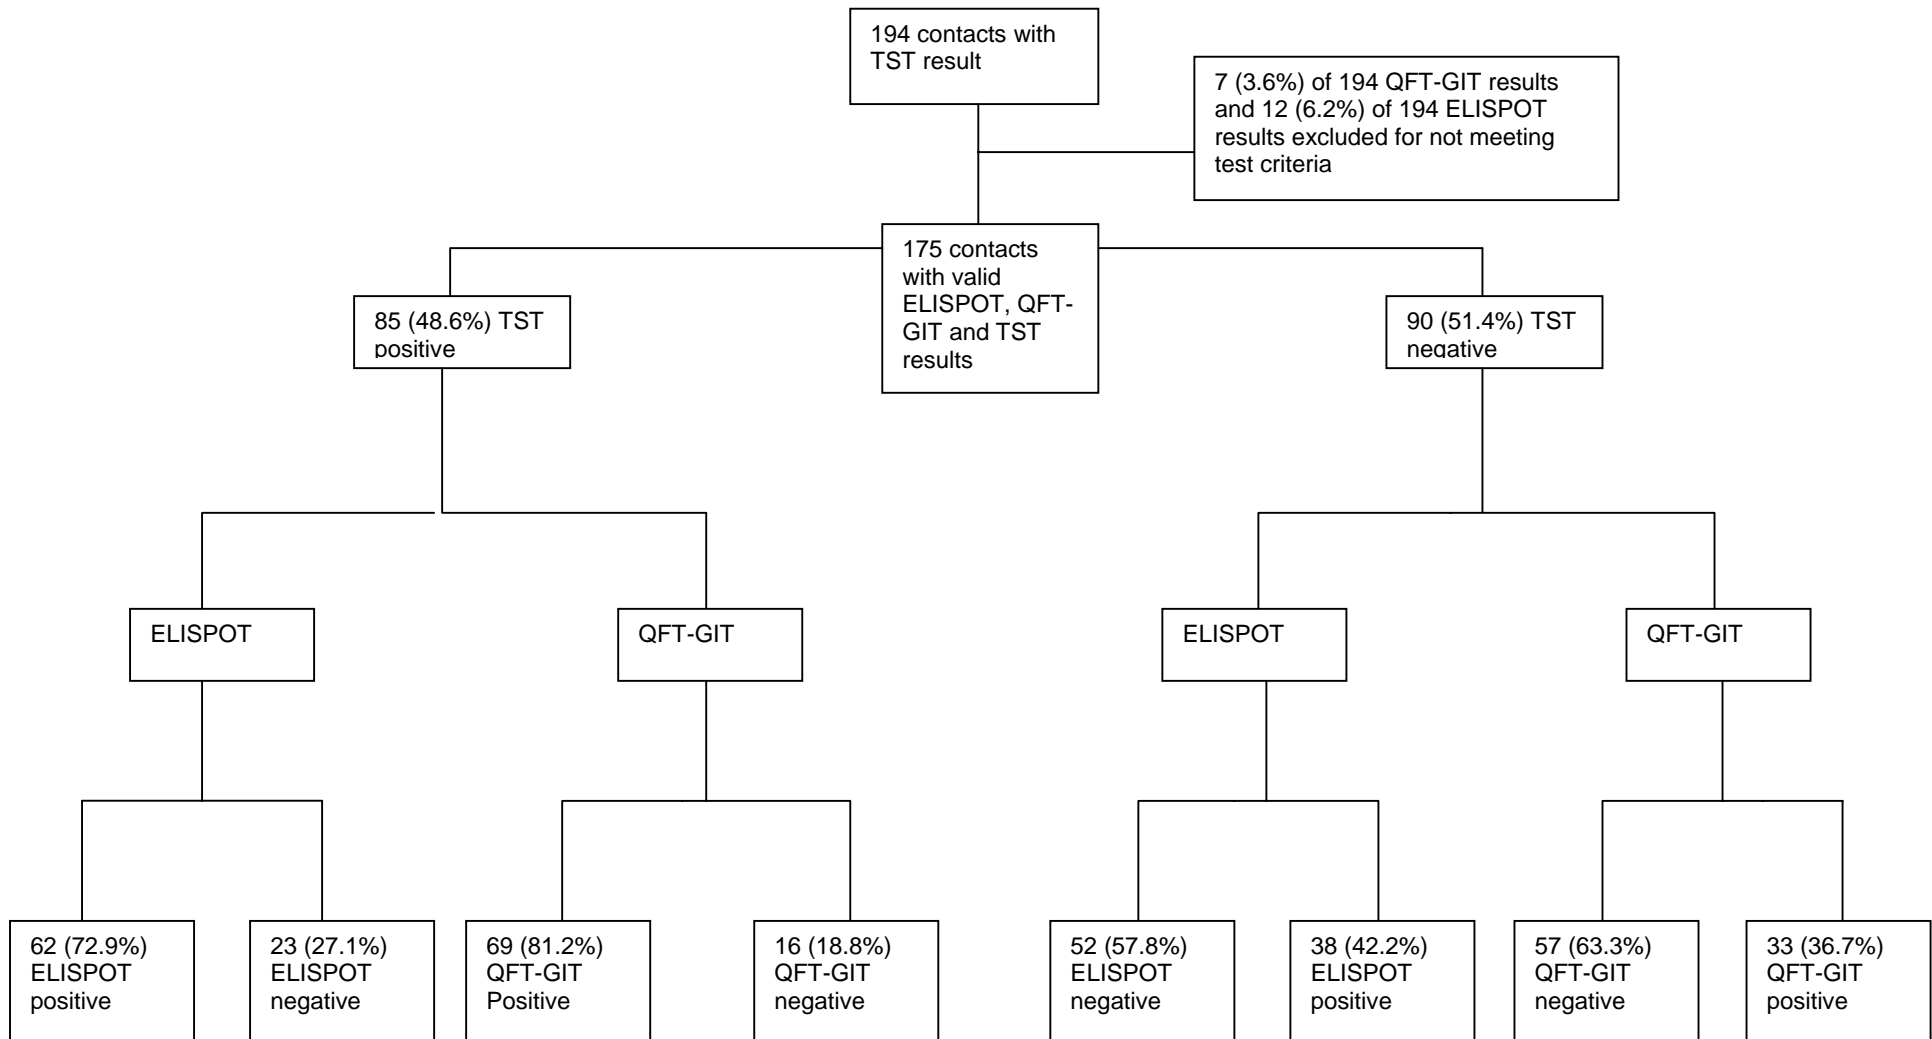 194 contacts with
TST result
7 (3.6%) of 194 QFT-GIT results
and 12 (6.2%) of 194 ELISPOT
results excluded for not meeting
test criteria
175 contacts
with valid
ELISPOT, QFT-
GIT and TST
results
85 (48.6%) TST
positive
90 (51.4%) TST
negative
ELISPOT
QFT-GIT
ELISPOT
QFT-GIT
62 (72.9%)
ELISPOT
positive
23 (27.1%)
ELISPOT
negative
69 (81.2%)
QFT-GIT
Positive
16 (18.8%)
QFT-GIT
negative
52 (57.8%)
ELISPOT
negative
38 (42.2%)
ELISPOT
positive
57 (63.3%)
QFT-GIT
negative
33 (36.7%)
QFT-GIT
positive